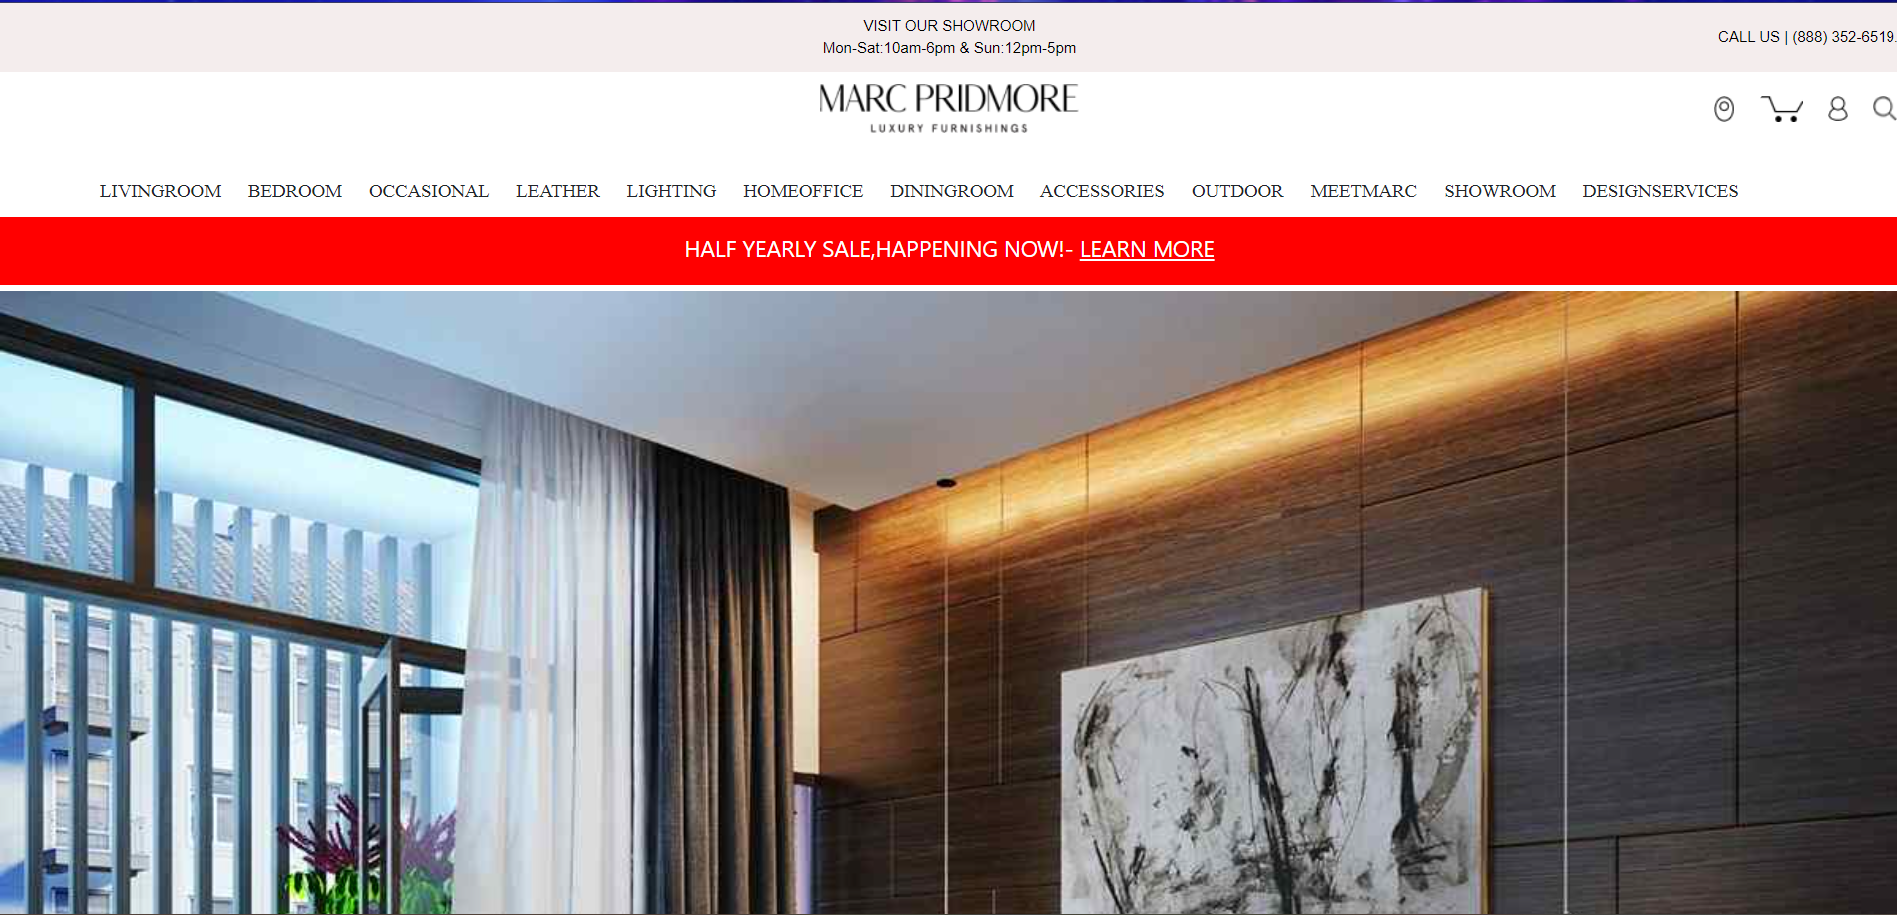 VISIT OUR SHOWROOM
Mon-Sat:10am-6pm & Sun:12pm-5pm
CALL US | (888) 352-6519.
MARC PRIDMORE
LUXURY FURNISHINGS
LIVINGROOM BEDROOM OCCASIONAL LEATHER LIGHTING HOMEOFFICE DININGROOM ACCESSORIES OUTDOOR MEETMARC SHOWROOM DESIGNSERVICES
HALF YEARLY SALE,HAPPENING NOW!- LEARN MORE